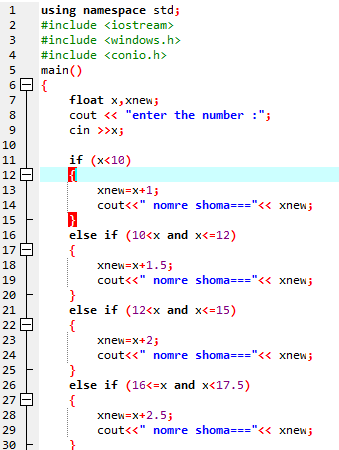 1 using namespace std;
2 #include <iostream>
3 #include <windows.h>
4 #include <conio.h>
5 main()
6 {
7 float x,xnew;
8 cout << "enter the number :";
9 cin >>x;
10
11 if (x<10)
12 {
13 xnew=x+1;
14 cout<<" nomre shoma==="<< xnew;
15 }
16 else if (10<x and x<=12)
17 {
18 xnew=x+1.5;
19 cout<<" nomre shoma==="<< xnew;
20 }
21 else if (12<x and x<=15)
22 {
23 xnew=x+2;
24 cout<<" nomre shoma==="<< xnew;
25 }
26 else if (16<=x and x<17.5)
27 {
28 xnew=x+2.5;
29 cout<<" nomre shoma==="<< xnew;
30 }